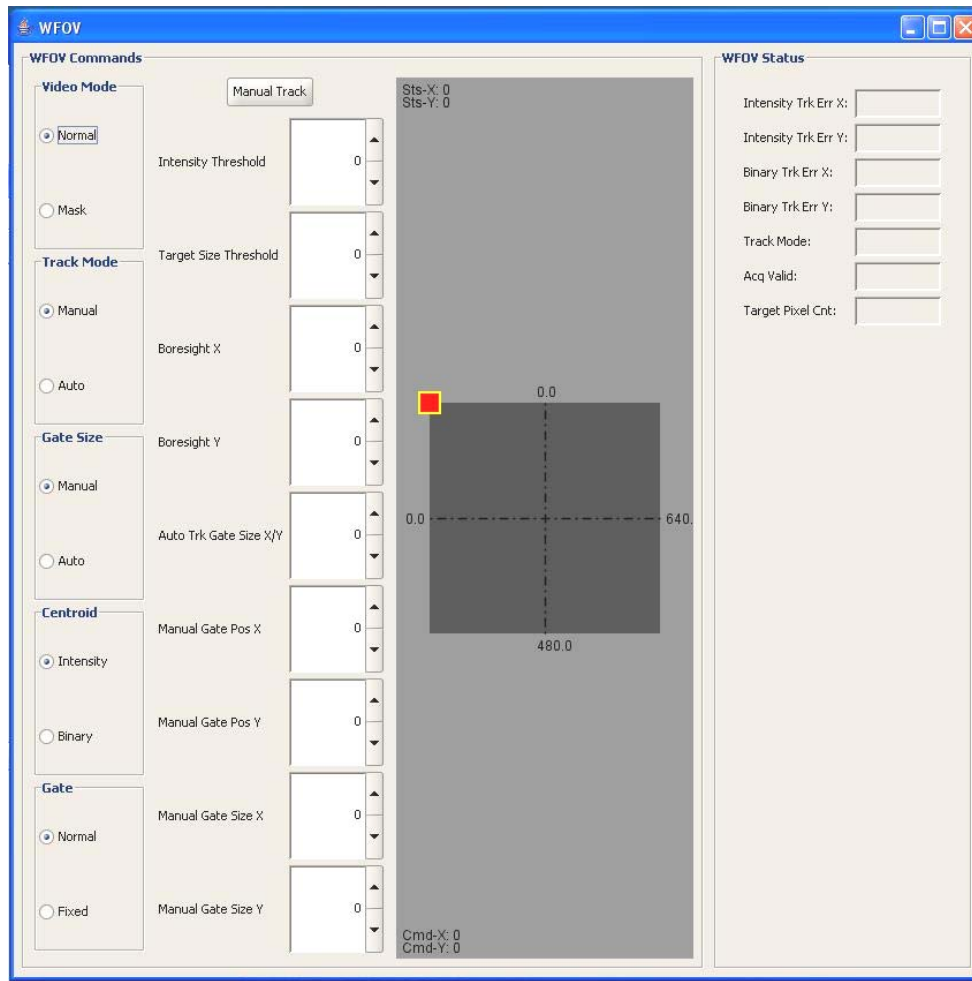 WFOV
WFOV Commands
Video Mode
Normal
Mask
Track Mode
Manual
Auto
Gate Size
Manual
Auto
Centroid
Intensity
Binary
Gate
Normal
Fixed
Manual Track
Intensity Threshold 0
Target Size Threshold 0
Boresight X 0
Boresight Y 0
Auto Trk Gate Size X/Y 0
Manual Gate Pos X 0
Manual Gate Pos Y 0
Manual Gate Size X 0
Manual Gate Size Y 0
Sts-X: 0
Sts-Y: 0
0.0
0.0 640.
480.0
Cmd-X: 0
Cmd-Y: 0
WFOV Status
Intensity Trk Err X:
Intensity Trk Err Y:
Binary Trk Err X:
Binary Trk Err Y:
Track Mode:
Acq Valid:
Target Pixel Cnt: